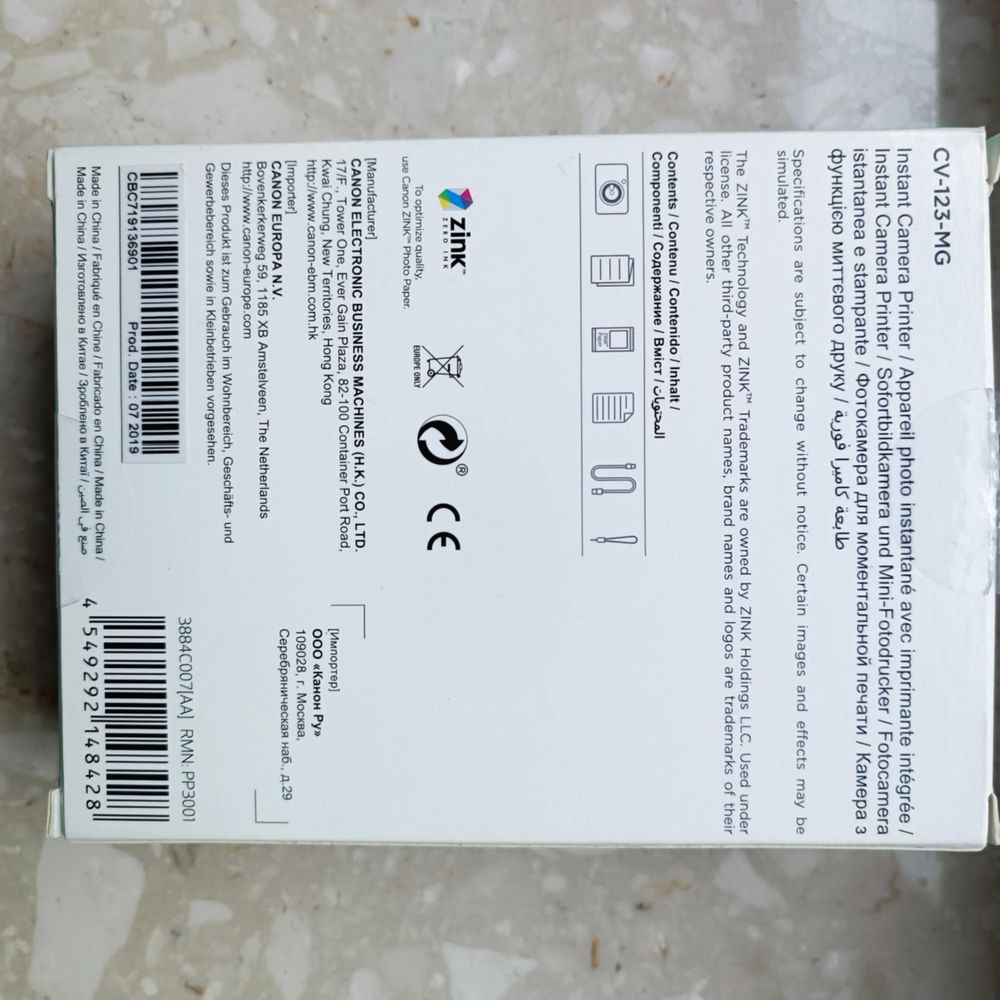 CV-123-MG
Instant Camera Printer / Appareil photo instantané avec imprimante intégrée /
Instant Camera Printer / Sofortbildkamera und Mini-Fotodrucker / Fotocamera
istantanea e stampante / Фотокамера для моментальной печати / Камера з
функцією миттєвого друку / طابعة كاميرا فورية
Specifications are subject to change without notice. Certain images and effects may be
simulated.
The ZINK™ Technology and ZINK™ Trademarks are owned by ZINK Holdings LLC. Used under
license. All other third-party product names, brand names and logos are trademarks of their
respective owners.
Contents / Contenu / Contenido / Inhalt /
Componenti / Содержание / Вміст / المحتويات
ZINK™
Paper
zink™
ZERO INK
To optimize quality,
use Canon ZINK™ Photo Paper.
EUROPE ONLY
®
CE
[Manufacturer]
CANON ELECTRONIC BUSINESS MACHINES (H.K.) CO., LTD.
17/F., Tower One, Ever Gain Plaza, 82-100 Container Port Road,
Kwai Chung, New Territories, Hong Kong
http://www.canon-ebm.com.hk
[Importer]
CANON EUROPA N.V.
Bovenkerkerweg 59, 1185 XB Amstelveen, The Netherlands
http://www.canon-europe.com
Dieses Produkt ist zum Gebrauch im Wohnbereich, Geschäfts- und
Gewerbebereich sowie in Kleinbetrieben vorgesehen.
[Импортер]
ООО «Канон Ру»
109028, г. Москва,
Серебряническая наб., д.29
CBC719136901 Prod. Date : 07 2019
Made in China / Fabriqué en Chine / Fabricado en China / Made in China /
Made in China / Изготовлено в Китае / Зроблено в Китаї / صنع في الصين
3884C007[AA] RMN: PP3001
4 549292 148428